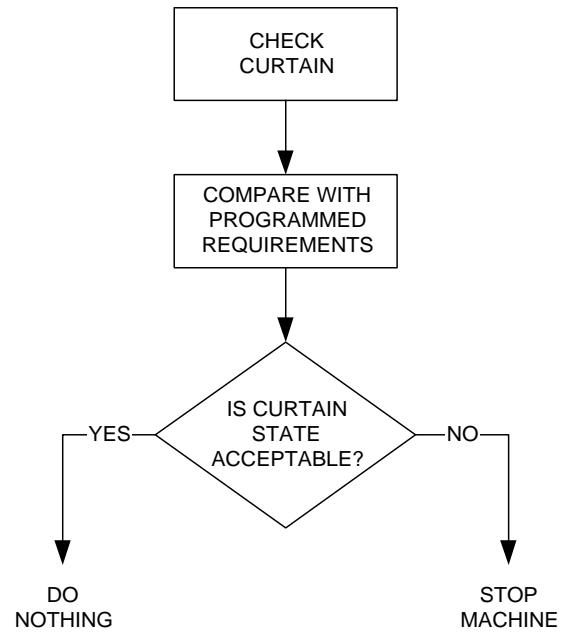 CHECK
CURTAIN
COMPARE WITH
PROGRAMMED
REQUIREMENTS
IS CURTAIN
STATE
ACCEPTABLE?
YES
NO
DO
NOTHING
STOP
MACHINE